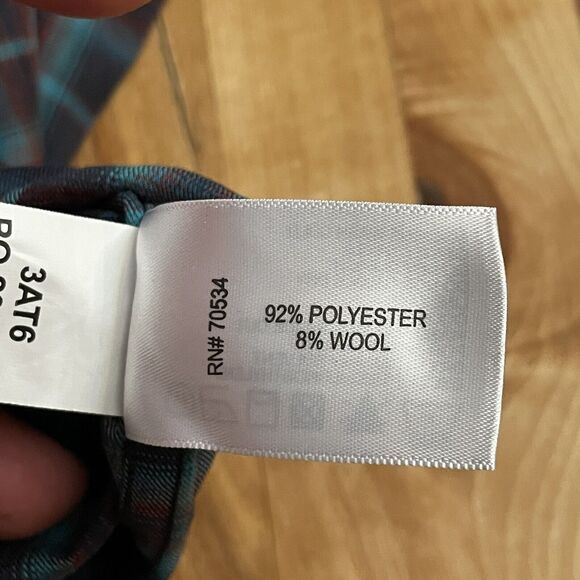 3AT6
RN# 70534
92% POLYESTER
8% WOOL